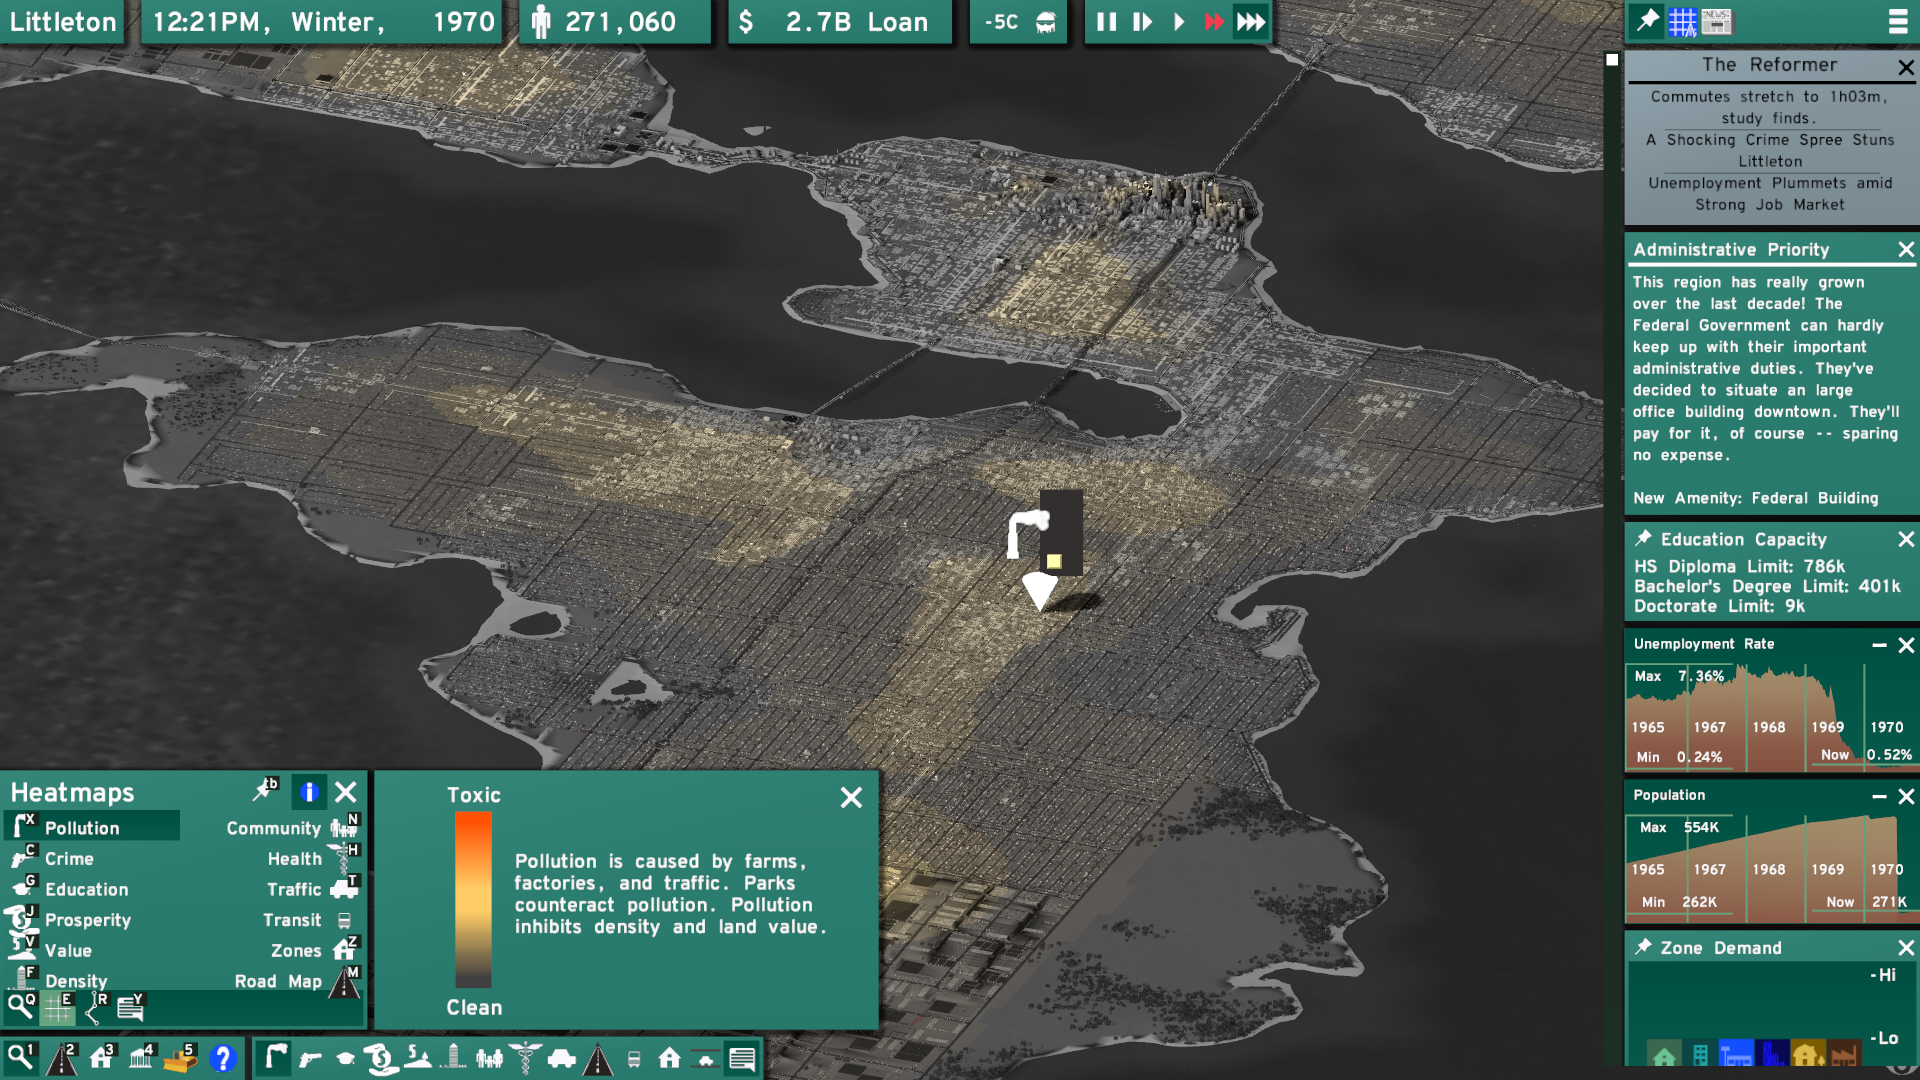 Littleton
12:21PM, Winter, 1970
271,060
$ 2.7B Loan
-5C
NEWS
The Reformer
Commutes stretch to 1h03m,
study finds.
A Shocking Crime Spree Stuns
Littleton
Unemployment Plummets amid
Strong Job Market
Administrative Priority
This region has really grown
over the last decade! The
Federal Government can hardly
keep up with their important
administrative duties. They've
decided to situate an large
office building downtown. They'll
pay for it, of course -- sparing
no expense.
New Amenity: Federal Building
Education Capacity
HS Diploma Limit: 786k
Bachelor's Degree Limit: 401k
Doctorate Limit: 9k
Unemployment Rate
Max 7.36%
1965 1967 1968 1969 1970
Min 0.24% Now 0.52%
Population
Max 554K
1965 1967 1968 1969 1970
Min 262K Now 271K
Zone Demand
-Hi
-Lo
Heatmaps
tb
i
X Pollution
Community N
C Crime
Health H
G Education
Traffic T
J Prosperity
Transit
V Value
Zones Z
F Density
Road Map M
Q E R Y
Toxic
Pollution is caused by farms,
factories, and traffic. Parks
counteract pollution. Pollution
inhibits density and land value.
Clean
1 2 3 4 5 ?